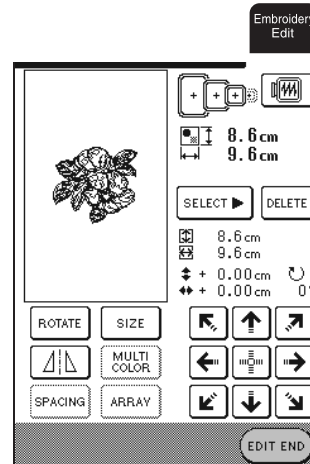 Embroidery
Edit
8.6cm
9.6cm
SELECT ▶ DELETE
8.6cm
9.6cm
+ 0.00cm
+ 0.00cm 0°
ROTATE SIZE
MULTI
COLOR
SPACING ARRAY
EDIT END